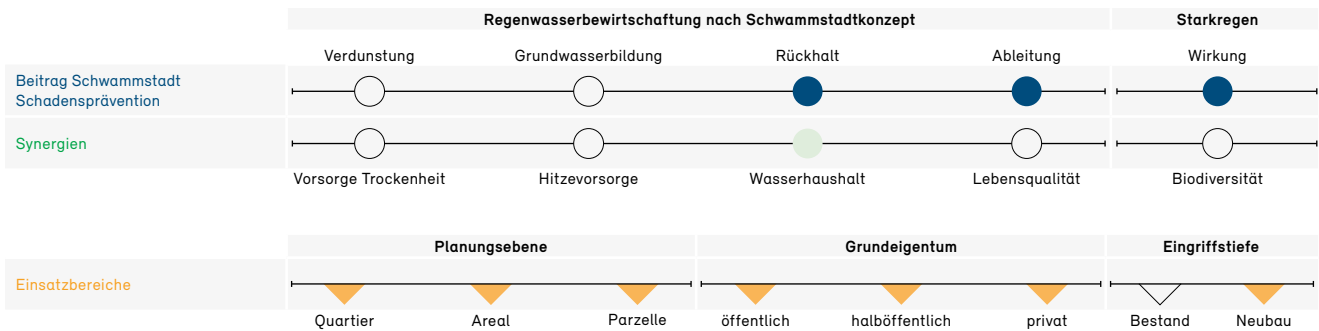 Regenwasserbewirtschaftung nach Schwammstadtkonzept Starkregen
Verdunstung Grundwasserbildung Rückhalt Ableitung Wirkung
Beitrag Schwammstadt
Schadensprävention
Synergien
Vorsorge Trockenheit Hitzevorsorge Wasserhaushalt Lebensqualität Biodiversität
Planungsebene Grundeigentum Eingriffstiefe
Einsatzbereiche
Quartier Areal Parzelle öffentlich halböffentlich privat Bestand Neubau